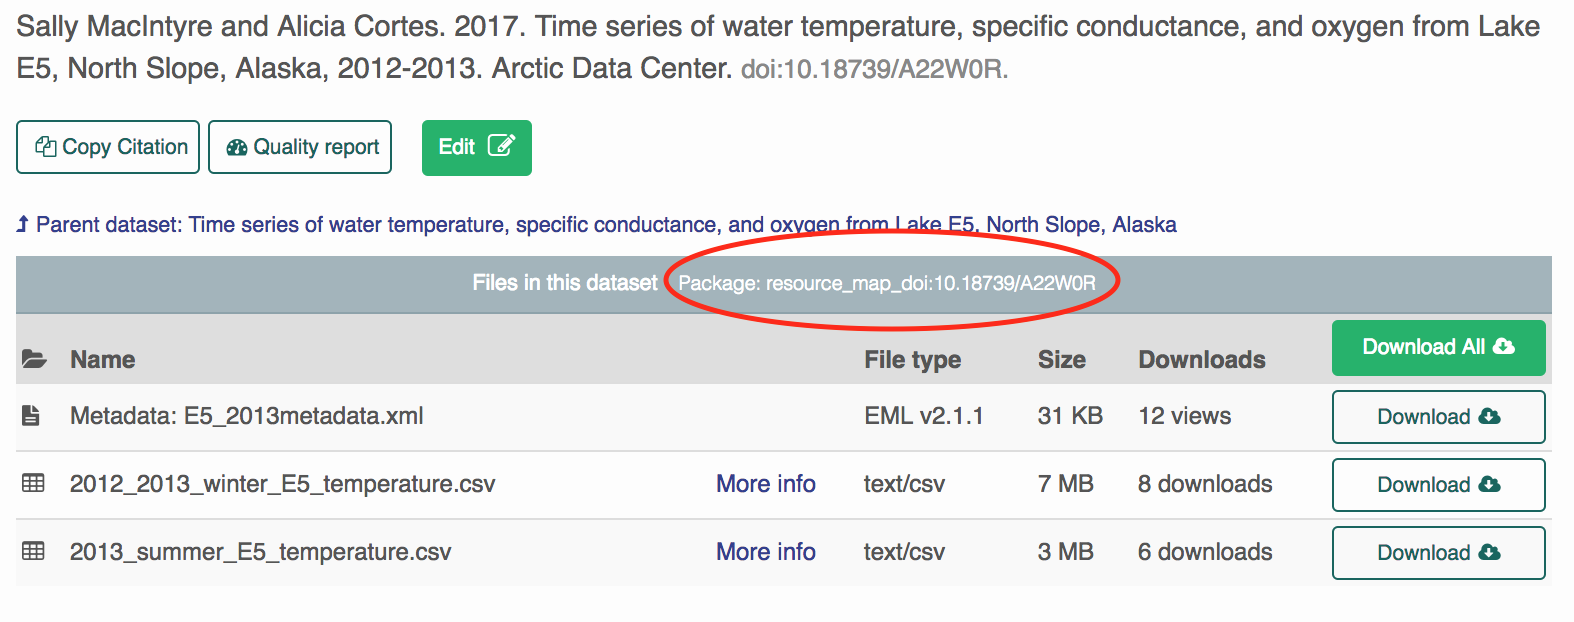 Sally MacIntyre and Alicia Cortes. 2017. Time series of water temperature, specific conductance, and oxygen from Lake
E5, North Slope, Alaska, 2012-2013. Arctic Data Center. doi:10.18739/A22W0R.
Copy Citation Quality report Edit
Parent dataset: Time series of water temperature, specific conductance, and oxygen from Lake E5, North Slope, Alaska
Files in this dataset Package: resource_map_doi:10.18739/A22W0R
Name File type Size Downloads Download All
Metadata: E5_2013metadata.xml EML v2.1.1 31 KB 12 views Download
2012_2013_winter_E5_temperature.csv More info text/csv 7 MB 8 downloads Download
2013_summer_E5_temperature.csv More info text/csv 3 MB 6 downloads Download